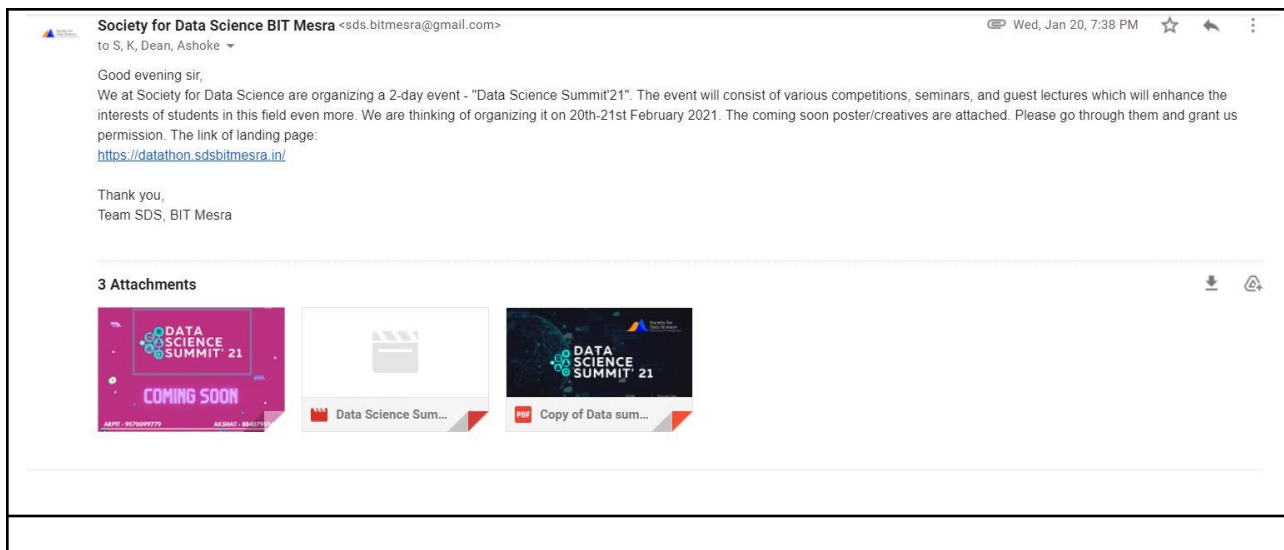 Society for Data Science BIT Mesra <sds.bitmesra@gmail.com>
Wed, Jan 20, 7:38 PM
to S, K, Dean, Ashoke
Good evening sir,
We at Society for Data Science are organizing a 2-day event - "Data Science Summit'21". The event will consist of various competitions, seminars, and guest lectures which will enhance the
interests of students in this field even more. We are thinking of organizing it on 20th-21st February 2021. The coming soon poster/creatives are attached. Please go through them and grant us
permission. The link of landing page:
https://datathon.sdsbitmesra.in/
Thank you,
Team SDS, BIT Mesra
3 Attachments
DATA
SCIENCE
SUMMIT' 21
COMING SOON
ARPIT - 9570099779
AKSHAT -
Data Science Sum...
Society for
Data Science
DATA
SCIENCE
SUMMIT' 21
PDF
Copy of Data sum...